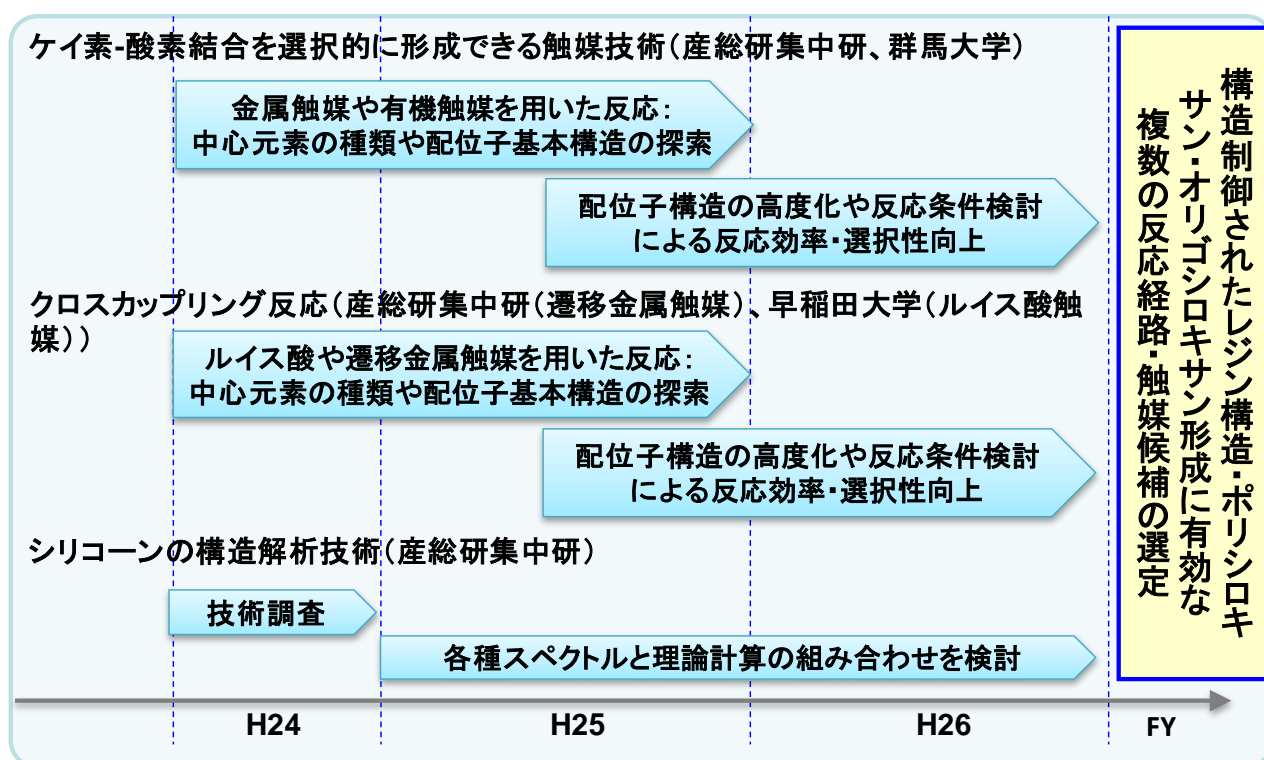 ケイ素-酸素結合を選択的に形成できる触媒技術(産総研集中研、群馬大学)
金属触媒や有機触媒を用いた反応:
中心元素の種類や配位子基本構造の探索
配位子構造の高度化や反応条件検討
による反応効率・選択性向上
クロスカップリング反応(産総研集中研(遷移金属触媒)、早稲田大学(ルイス酸触
媒))
ルイス酸や遷移金属触媒を用いた反応:
中心元素の種類や配位子基本構造の探索
配位子構造の高度化や反応条件検討
による反応効率・選択性向上
シリコーンの構造解析技術(産総研集中研)
技術調査
各種スペクトルと理論計算の組み合わせを検討
H24
H25
H26
FY
構造制御されたレジン構造・ポリシロキ
サン・オリゴシロキサン形成に有効な
複数の反応経路・触媒候補の選定